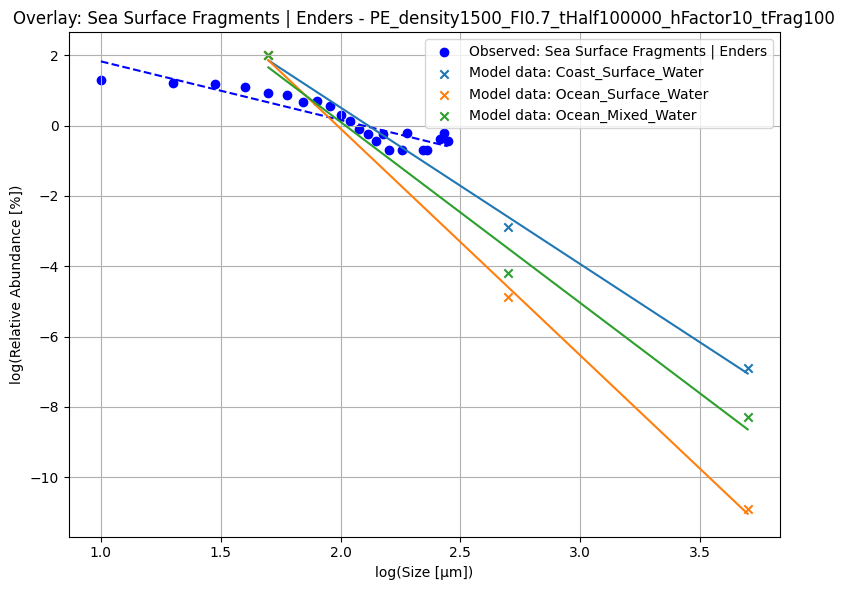 Overlay: Sea Surface Fragments | Enders - PE_density1500_FI0.7_tHalf100000_hFactor10_tFrag100
Observed: Sea Surface Fragments | Enders
Model data: Coast_Surface_Water
Model data: Ocean_Surface_Water
Model data: Ocean_Mixed_Water
log(Relative Abundance [%])
2
0
−2
−4
−6
−8
−10
1.0 1.5 2.0 2.5 3.0 3.5
log(Size [μm])